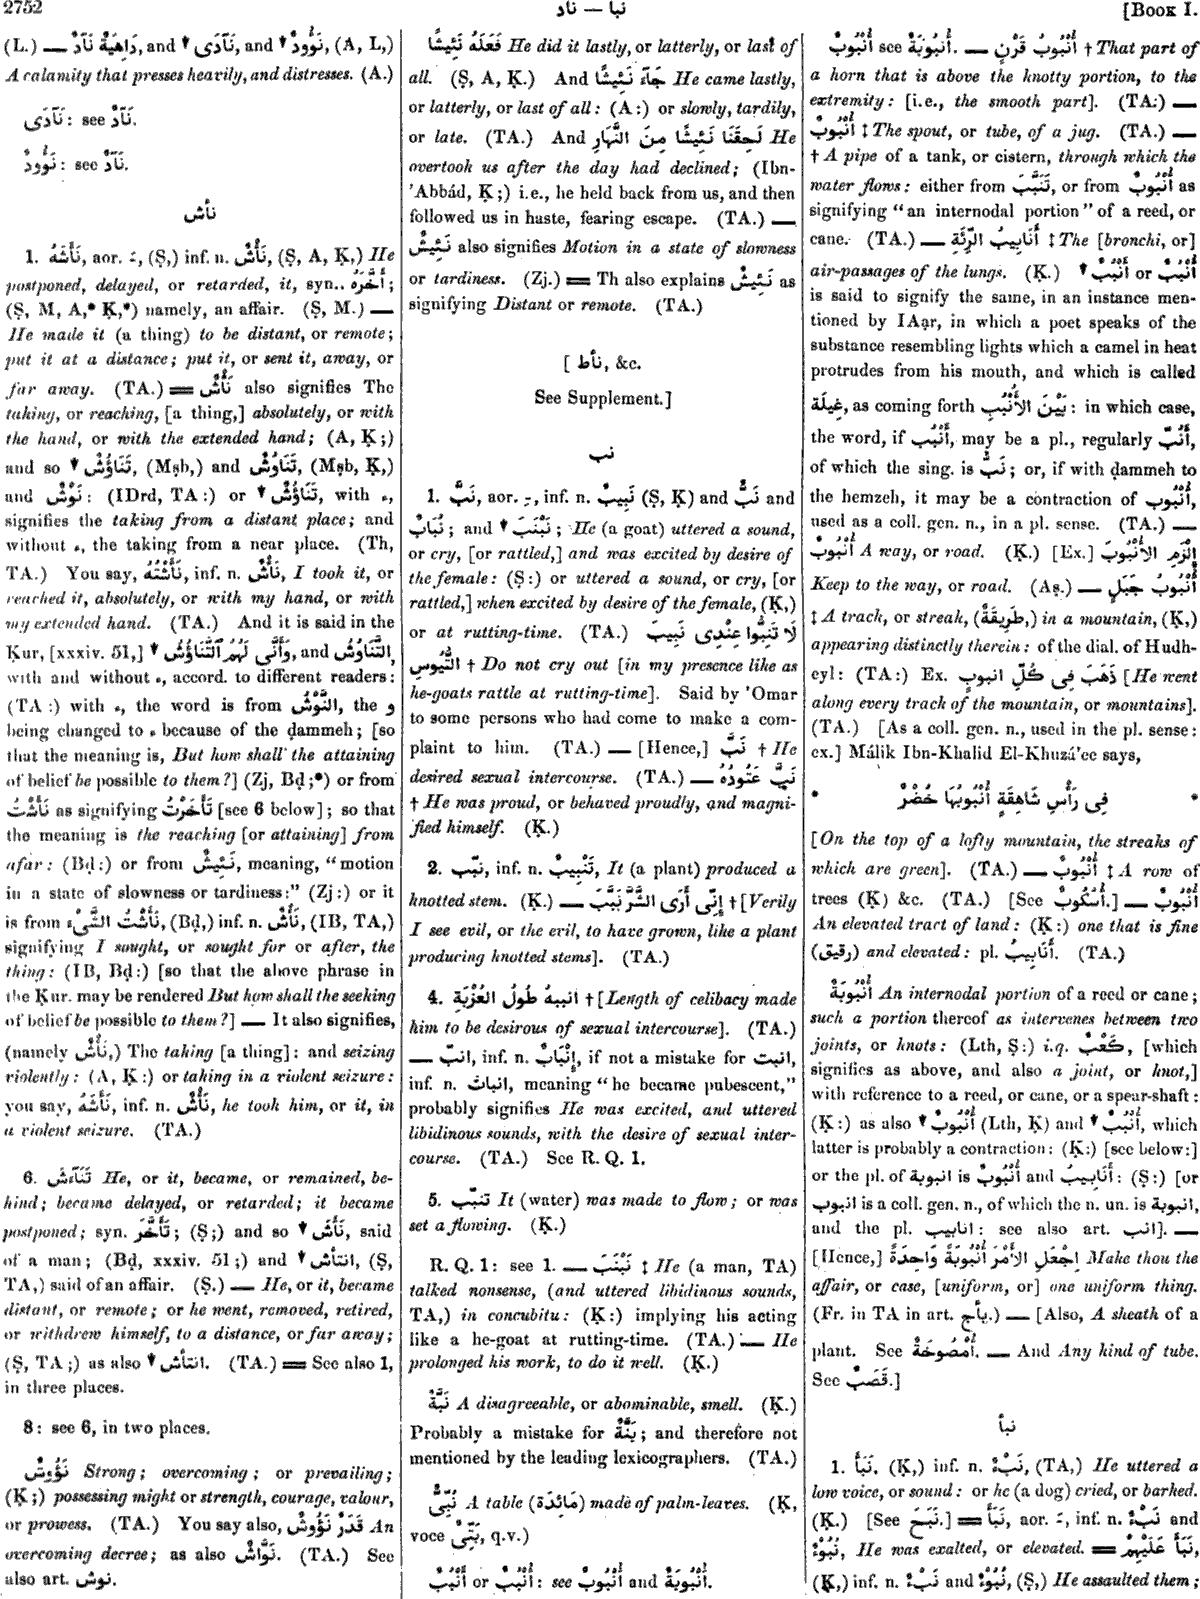 2752
نبا — ناد
[BOOK I.
(L.) — دَاهِيَةٌ نَآدٌ, and ▼ نَآدَى, and ▼ نَؤُودٌ, (A, L,)
A calamity that presses heavily, and distresses. (A.)
نَآدَى : see نَآدٌ.
نَؤُودٌ : see نَآدٌ.
نأش
1. نَأَشَهُ, aor. ـَ, (Ṣ,) inf. n. نَأْشٌ, (Ṣ, A, Ḳ,) He
postponed, delayed, or retarded, it, syn. أَخَّرَهُ ;
(Ṣ, M, A,* Ḳ,*) namely, an affair. (Ṣ, M.) —
He made it (a thing) to be distant, or remote;
put it at a distance; put it, or sent it, away, or
far away. (TA.) = نَأْشٌ also signifies The
taking, or reaching, [a thing,] absolutely, or with
the hand, or with the extended hand; (A, Ḳ;)
and so ▼ تَنَاؤُشٌ, (Mṣb,) and تَنَاوُشٌ, (Mṣb, Ḳ,)
and نَوْشٌ : (IDrd, TA:) or ▼ تَنَاؤُشٌ, with ء,
signifies the taking from a distant place; and
without ء, the taking from a near place. (Th,
TA.) You say, نَأَشْتُهُ, inf. n. نَأْشٌ, I took it, or
reached it, absolutely, or with my hand, or with
my extended hand. (TA.) And it is said in the
Ḳur, [xxxiv. 51,] ▼ وَأَنَّى لَهُمُ ٱلتَّنَاؤُشُ, and التَّنَاوُشُ,
with and without ء, accord. to different readers:
(TA:) with ء, the word is from النَّوْشُ, the و
being changed to ء because of the ḍammeh; [so
that the meaning is, But how shall the attaining
of belief be possible to them?] (Zj, Bḍ;*) or from
نَأَشْتُ as signifying تَأَخَّرْتُ [see 6 below]; so that
the meaning is the reaching [or attaining] from
afar: (Bḍ:) or from نَئِيشٌ, meaning, "motion
in a state of slowness or tardiness:" (Zj:) or it
is from نَأَشْتُ الشَّىْءَ, (Bḍ,) inf. n. نَأْشٌ, (IB, TA,)
signifying I sought, or sought for or after, the
thing: (IB, Bḍ:) [so that the above phrase in
the Ḳur. may be rendered But how shall the seeking
of belief be possible to them?] — It also signifies,
(namely نَأْشٌ,) The taking [a thing]: and seizing
violently: (A, Ḳ:) or taking in a violent seizure:
you say, نَأَشَهُ, inf. n. نَأْشٌ, he took him, or it, in
a violent seizure. (TA.)
6. تَنَآءَشَ He, or it, became, or remained, be-
hind; became delayed, or retarded; it became
postponed; syn. تَأَخَّرَ ; (Ṣ;) and so ▼ نَأَشَ, said
of a man; (Bḍ, xxxiv. 51;) and ▼ انتأش, (Ṣ,
TA,) said of an affair. (Ṣ.) — He, or it, became
distant, or remote; or he went, removed, retired,
or withdrew himself, to a distance, or far away;
(Ṣ, TA;) as also ▼ انتأش. (TA.) = See also 1,
in three places.
8: see 6, in two places.
نَؤُوشٌ Strong; overcoming; or prevailing;
(Ḳ;) possessing might or strength, courage, valour,
or prowess. (TA.) You say also, قَدَرٌ نَؤُوشٌ An
overcoming decree; as also نَوَّاشٌ. (TA.) See
also art. نوش.
فَعَلَهُ نَئِيشًا He did it lastly, or latterly, or last of
all. (Ṣ, A, Ḳ.) And جَآءَ نَئِيشًا He came lastly,
or latterly, or last of all: (A:) or slowly, tardily,
or late. (TA.) And لَحِقَنَا نَئِيشًا مِنَ النَّهَارِ He
overtook us after the day had declined; (Ibn-
'Abbád, Ḳ;) i.e., he held back from us, and then
followed us in haste, fearing escape. (TA.) —
نَئِيشٌ also signifies Motion in a state of slowness
or tardiness. (Zj.) = Th also explains نَئِيشٌ as
signifying Distant or remote. (TA.)
[ نأط, &c.
See Supplement.]
نب
1. نَبَّ, aor. ـِ, inf. n. نَبِيبٌ (Ṣ, Ḳ) and نَبٌّ and
نُبَابٌ ; and ▼ نَبْنَبَ ; He (a goat) uttered a sound,
or cry, [or rattled,] and was excited by desire of
the female: (Ṣ:) or uttered a sound, or cry, [or
rattled,] when excited by desire of the female, (Ḳ,)
or at rutting-time. (TA.) لَا تَنِبُّوا عِنْدِى نَبِيبَ
التُّيُوسِ † Do not cry out [in my presence like as
he-goats rattle at rutting-time]. Said by 'Omar
to some persons who had come to make a com-
plaint to him. (TA.) — [Hence,] نَبَّ † He
desired sexual intercourse. (TA.) — نَبَّ عَتُودُهُ
† He was proud, or behaved proudly, and magni-
fied himself. (Ḳ.)
2. نبّب, inf. n. تَنْبِيبٌ, It (a plant) produced a
knotted stem. (Ḳ.) — إِنِّى أَرَى الشَّرَّ نَبَّبَ † [Verily
I see evil, or the evil, to have grown, like a plant
producing knotted stems]. (TA.)
4. انببهُ طُولُ العُزْبَةِ † [Length of celibacy made
him to be desirous of sexual intercourse]. (TA.)
— انبّ, inf. n. إِنْبَابٌ, if not a mistake for انبت,
inf. n. انبات, meaning "he became pubescent,"
probably signifies He was excited, and uttered
libidinous sounds, with the desire of sexual inter-
course. (TA.) See R. Q. 1.
5. تنبّب It (water) was made to flow; or was
set a flowing. (Ḳ.)
R. Q. 1: see 1. — نَبْنَبَ ‡ He (a man, TA)
talked nonsense, (and uttered libidinous sounds,
TA,) in concubitu: (Ḳ:) implying his acting
like a he-goat at rutting-time. (TA.) — He
prolonged his work, to do it well. (Ḳ.)
نَبَّةٌ A disagreeable, or abominable, smell. (Ḳ.)
Probably a mistake for بَنَّةٌ ; and therefore not
mentioned by the leading lexicographers. (TA.)
نُبِّىٌّ A table (مَائِدَة) made of palm-leaves. (Ḳ,
voce بَتِّىٌّ, q.v.)
أَنْبُبٌ or أُنْبُبٌ : see أُنْبُوبٌ and أُنْبُوبَةٌ.
أُنْبُوبٌ see أُنْبُوبَةٌ. — أُنْبُوبُ قَرْنٍ † That part of
a horn that is above the knotty portion, to the
extremity: [i.e., the smooth part]. (TA:) —
أُنْبُوبٌ ‡ The spout, or tube, of a jug. (TA.) —
† A pipe of a tank, or cistern, through which the
water flows: either from تَنَبَّبَ, or from أُنْبُوبٌ as
signifying "an internodal portion" of a reed, or
cane. (TA.) — أَنَابِيبُ الرِّئَةِ ‡ The [bronchi, or]
air-passages of the lungs. (Ḳ.) ▼ أَنْبُبٌ or أُنْبُبٌ
is said to signify the same, in an instance men-
tioned by IAạr, in which a poet speaks of the
substance resembling lights which a camel in heat
protrudes from his mouth, and which is called
غِيلَة, as coming forth بَيْنَ الأَنْبُبِ : in which case,
the word, if أَنْبُب, may be a pl., regularly أَنُبّ,
of which the sing. is نَبٌّ ; or, if with ḍammeh to
the hemzeh, it may be a contraction of أُنْبُوب,
used as a coll. gen. n., in a pl. sense. (TA.) —
أُنْبُوبٌ A way, or road. (Ḳ.) [Ex.] إِلْزَمِ الأُنْبُوبَ
Keep to the way, or road. (Aṣ.) — أُنْبُوبُ جَبَلٍ
‡ A track, or streak, (طَرِيقَةٌ,) in a mountain, (Ḳ,)
appearing distinctly therein: of the dial. of Hudh-
eyl: (TA:) Ex. ذَهَبَ فِى كُلِّ انبوبٍ [He went
along every track of the mountain, or mountains].
(TA.) [As a coll. gen. n., used in the pl. sense:
ex.] Málik Ibn-Khalid El-Khuzá'ee says,
* فِى رَأْسِ شَاهِقَةٍ أُنْبُوبُهَا خُضْرٌ *
[On the top of a lofty mountain, the streaks of
which are green]. (TA.) — أُنْبُوبٌ ‡ A row of
trees (Ḳ) &c. (TA.) [See أُسْكُوبٌ.] — أُنْبُوبٌ
An elevated tract of land: (Ḳ:) one that is fine
(رقيق) and elevated: pl. أَنَابِيبُ. (TA.)
أُنْبُوبَةٌ An internodal portion of a reed or cane;
such a portion thereof as intervenes between two
joints, or knots: (Lth, Ṣ:) i.q. كَعْبٌ, [which
signifies as above, and also a joint, or knot,]
with reference to a reed, or cane, or a spear-shaft:
(Ḳ:) as also ▼ أُنْبُوبٌ (Lth, Ḳ) and ▼ أُنْبُبٌ, which
latter is probably a contraction: (Ḳ:) [see below:]
or the pl. of انبوبة is أُنْبُوبٌ and أَنَابِيبُ : (Ṣ:) [or
انبوب is a coll. gen. n., of which the n. un. is انبوبة,
and the pl. انابيب : see also art. انب]. —
[Hence,] اِجْعَلِ الأَمْرَ أُنْبُوبَةً وَاحِدَةً Make thou the
affair, or case, [uniform, or] one uniform thing.
(Fr. in TA in art. بأج.) — [Also, A sheath of a
plant. See أُمْصُوخَةٌ. — And Any kind of tube.
See قَصَبٌ.]
نبأ
1. نَبَأَ, (Ḳ,) inf. n. نَبْءٌ, (TA,) He uttered a
low voice, or sound: or he (a dog) cried, or barked.
(Ḳ.) [See نَبَحَ.] = نَبَأَ, aor. ـَ, inf. n. نَبْءٌ and
نُبُوْءٌ, He was exalted, or elevated. = نَبَأَ عَلَيْهِمْ,
(Ḳ,) inf. n. نَبْءٌ and نُبُوْءٌ, (Ṣ,) He assaulted them;